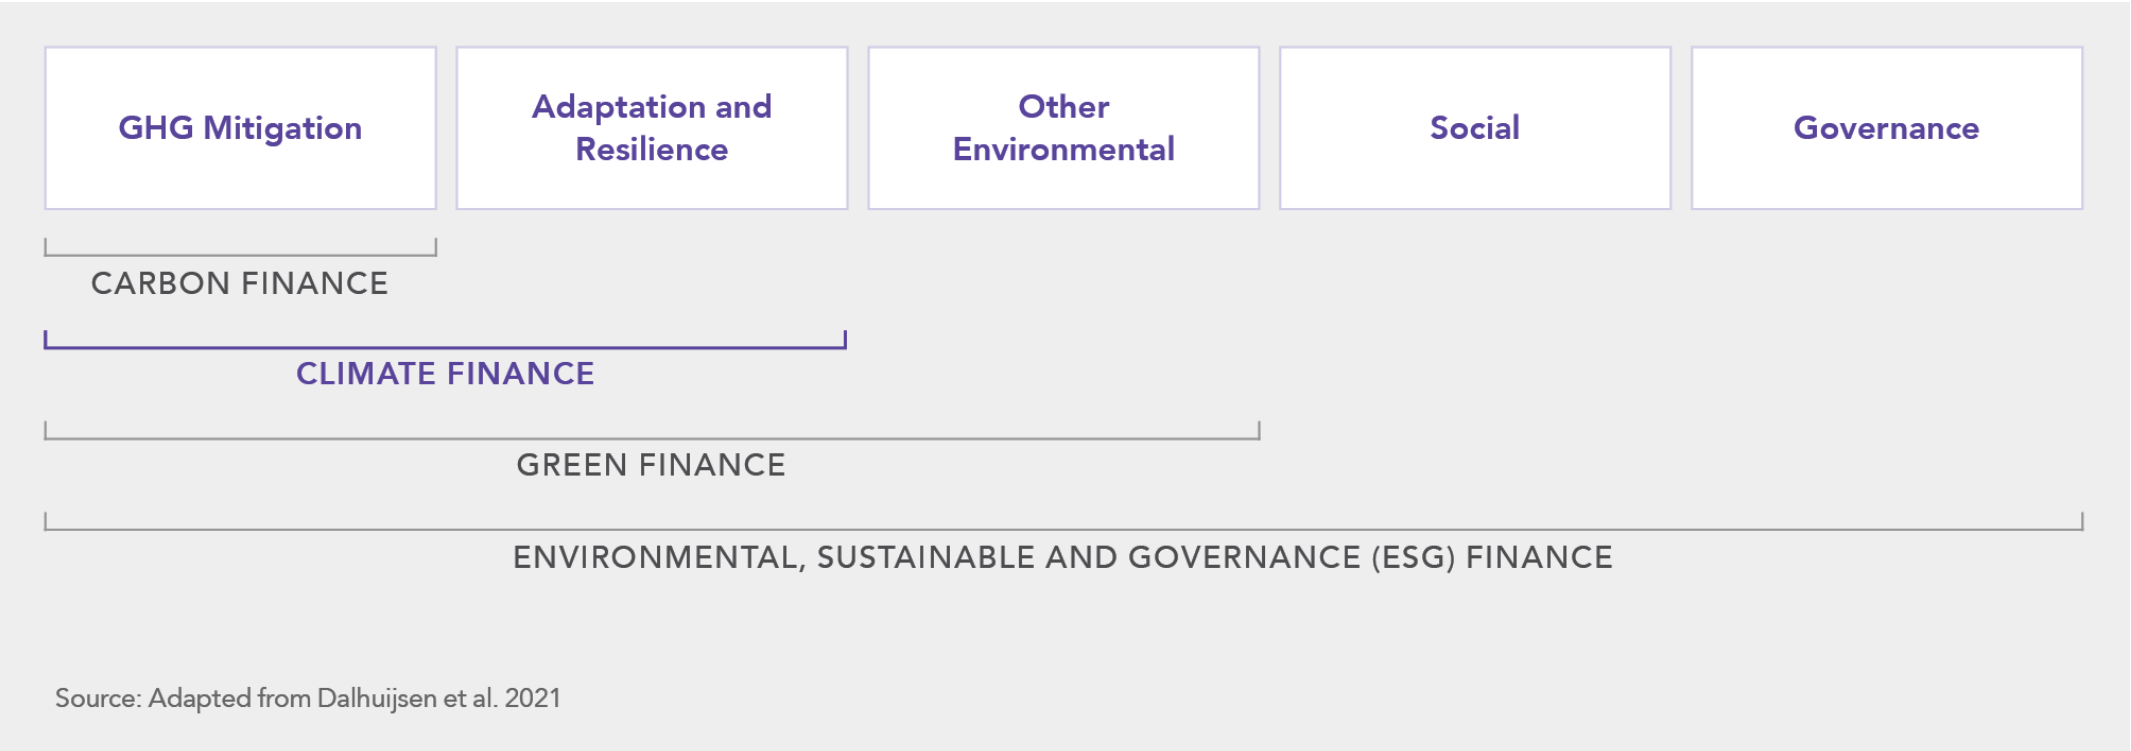 GHG Mitigation
Adaptation and
Resilience
Other
Environmental
Social
Governance
CARBON FINANCE
CLIMATE FINANCE
GREEN FINANCE
ENVIRONMENTAL, SUSTAINABLE AND GOVERNANCE (ESG) FINANCE
Source: Adapted from Dalhuijsen et al. 2021